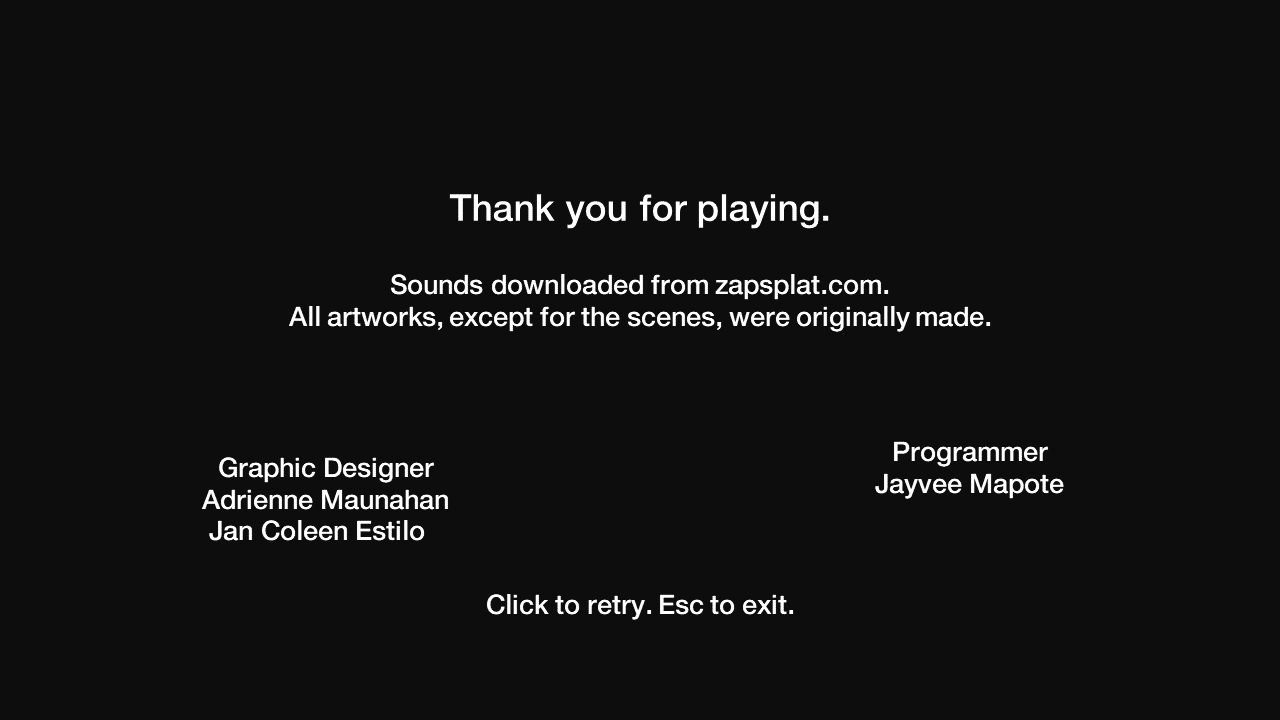 Thank you for playing.
Sounds downloaded from zapsplat.com.
All artworks, except for the scenes, were originally made.
Graphic Designer
Adrienne Maunahan
Jan Coleen Estilo
Programmer
Jayvee Mapote
Click to retry. Esc to exit.